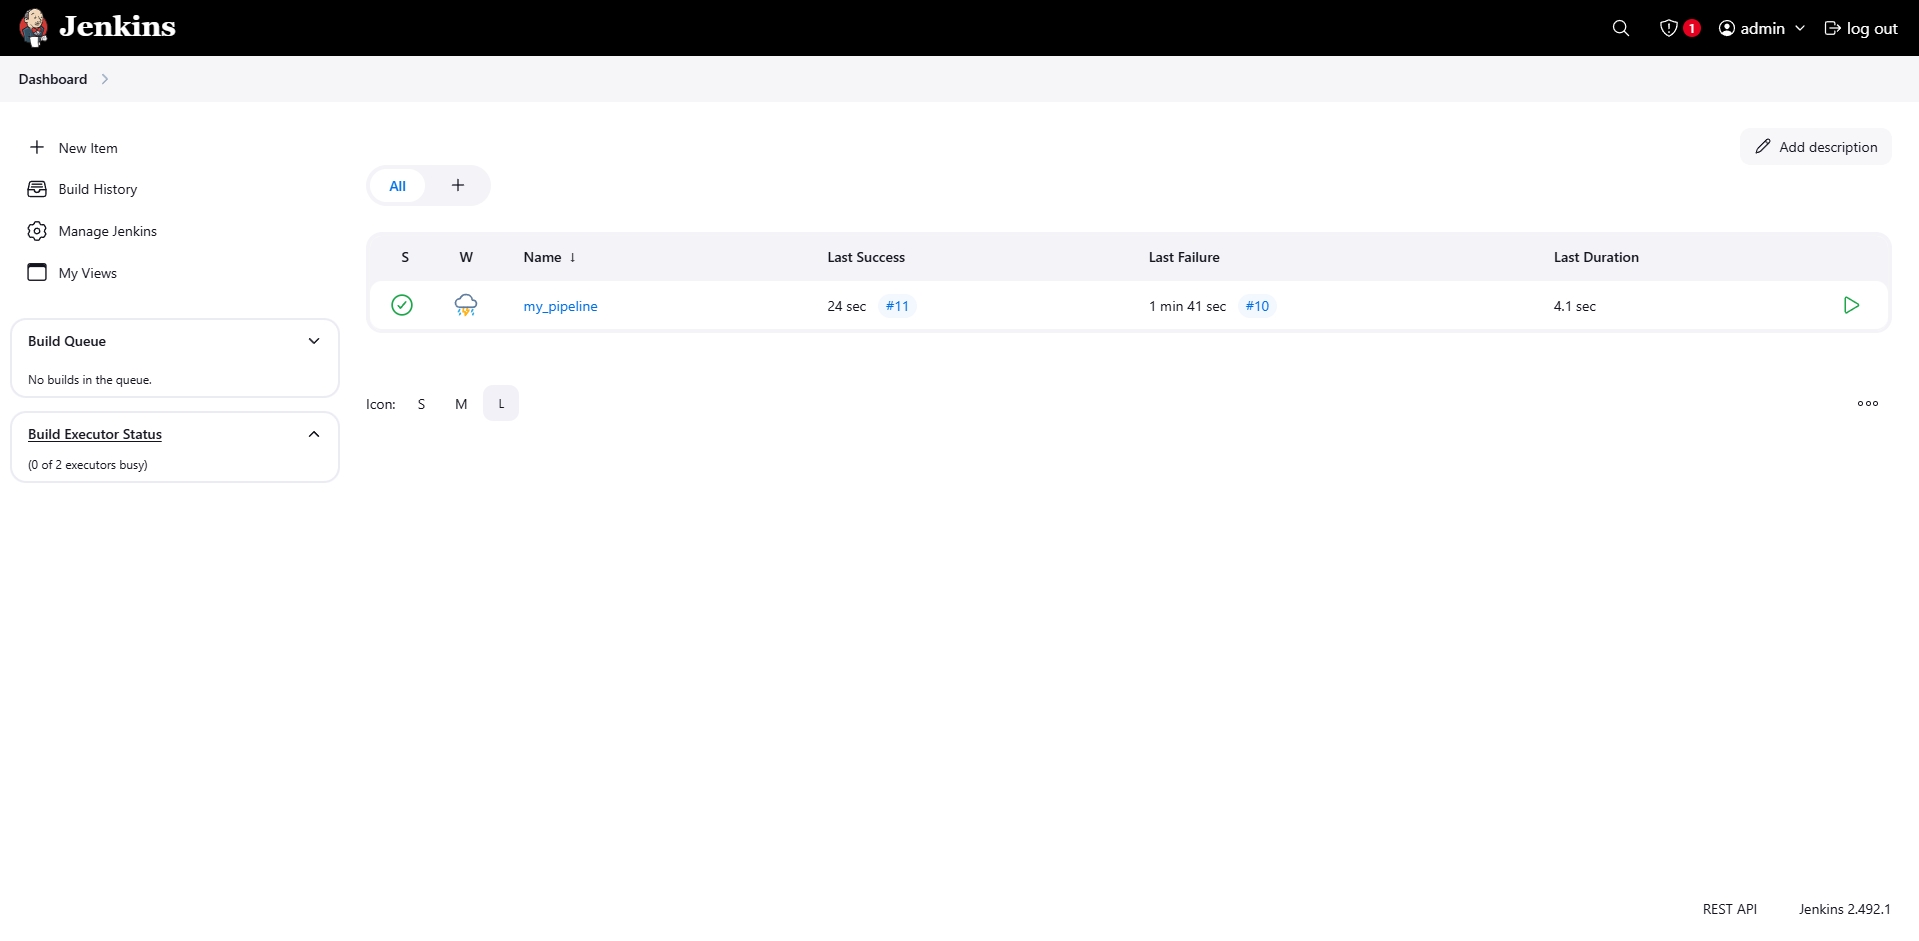 Jenkins
1
admin
log out
Dashboard
New Item
Build History
Manage Jenkins
My Views
Build Queue
No builds in the queue.
Build Executor Status
(0 of 2 executors busy)
Add description
All +
S W Name ↓ Last Success Last Failure Last Duration
my_pipeline 24 sec #11 1 min 41 sec #10 4.1 sec
Icon: S M L
REST API Jenkins 2.492.1